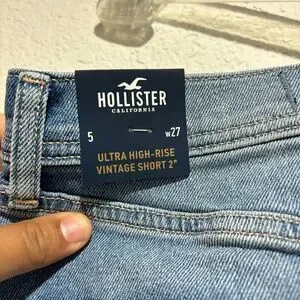 HOLLISTER
CALIFORNIA
5 W27
ULTRA HIGH-RISE
VINTAGE SHORT 2"